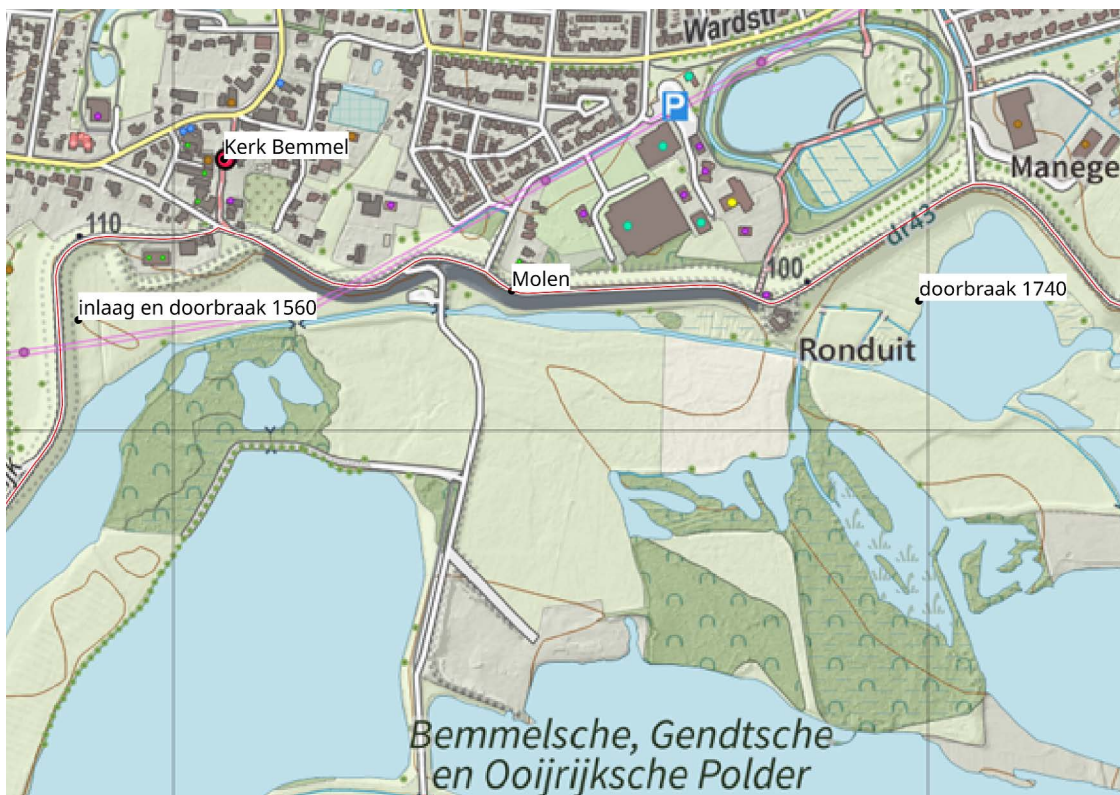 Wardstr
P
Kerk Bemmel
Manege
110
dr43
100
Molen
doorbraak 1740
inlaag en doorbraak 1560
Ronduit
Bemmelsche, Gendtsche
en Ooijrijksche Polder